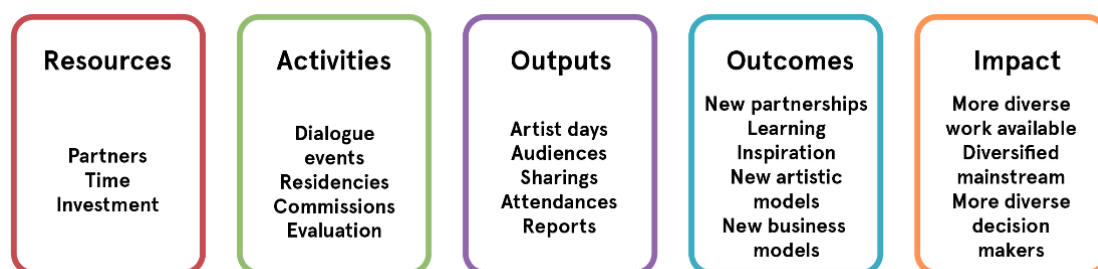 Resources
Partners
Time
Investment
Activities
Dialogue
events
Residencies
Commissions
Evaluation
Outputs
Artist days
Audiences
Sharings
Attendances
Reports
Outcomes
New partnerships
Learning
Inspiration
New artistic
models
New business
models
Impact
More diverse
work available
Diversified
mainstream
More diverse
decision
makers